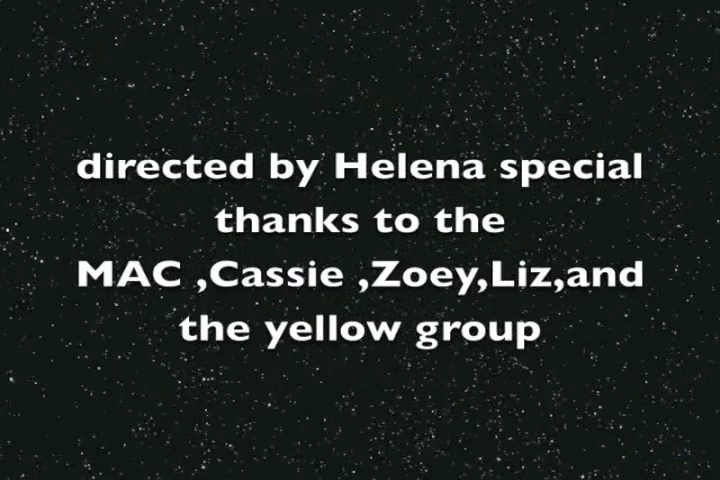 directed by Helena special
thanks to the
MAC ,Cassie ,Zoey,Liz,and
the yellow group